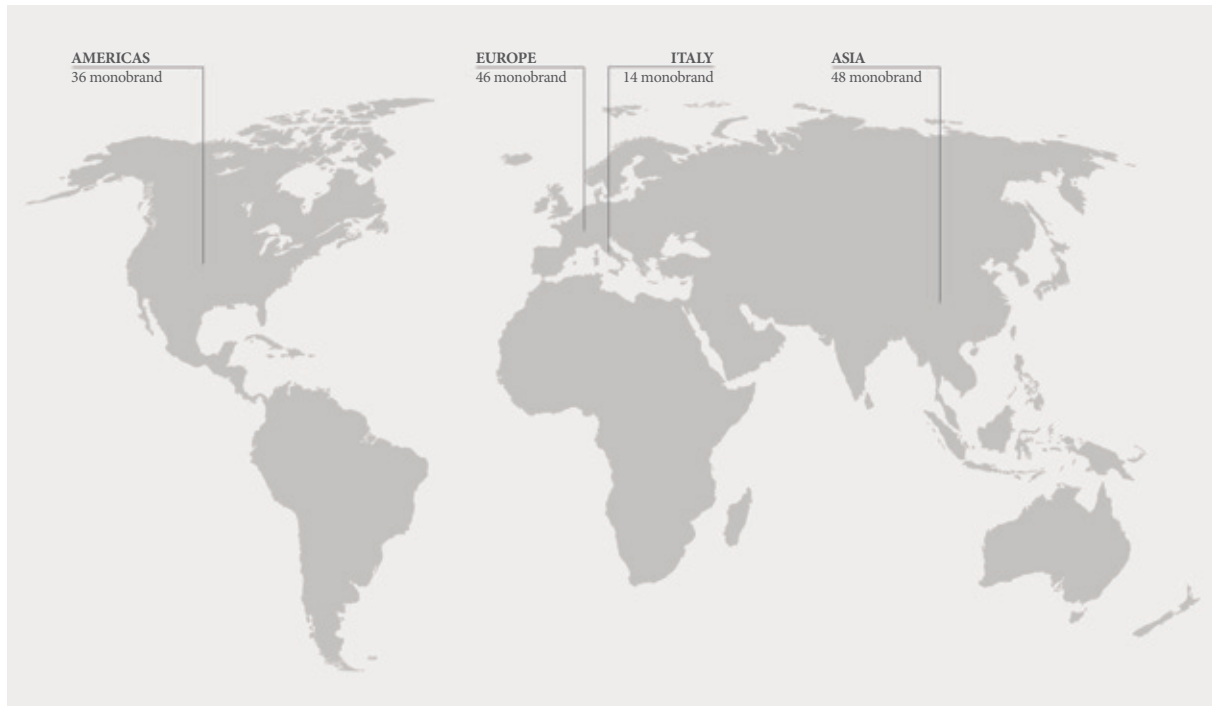 AMERICAS
36 monobrand
EUROPE
46 monobrand
ITALY
14 monobrand
ASIA
48 monobrand